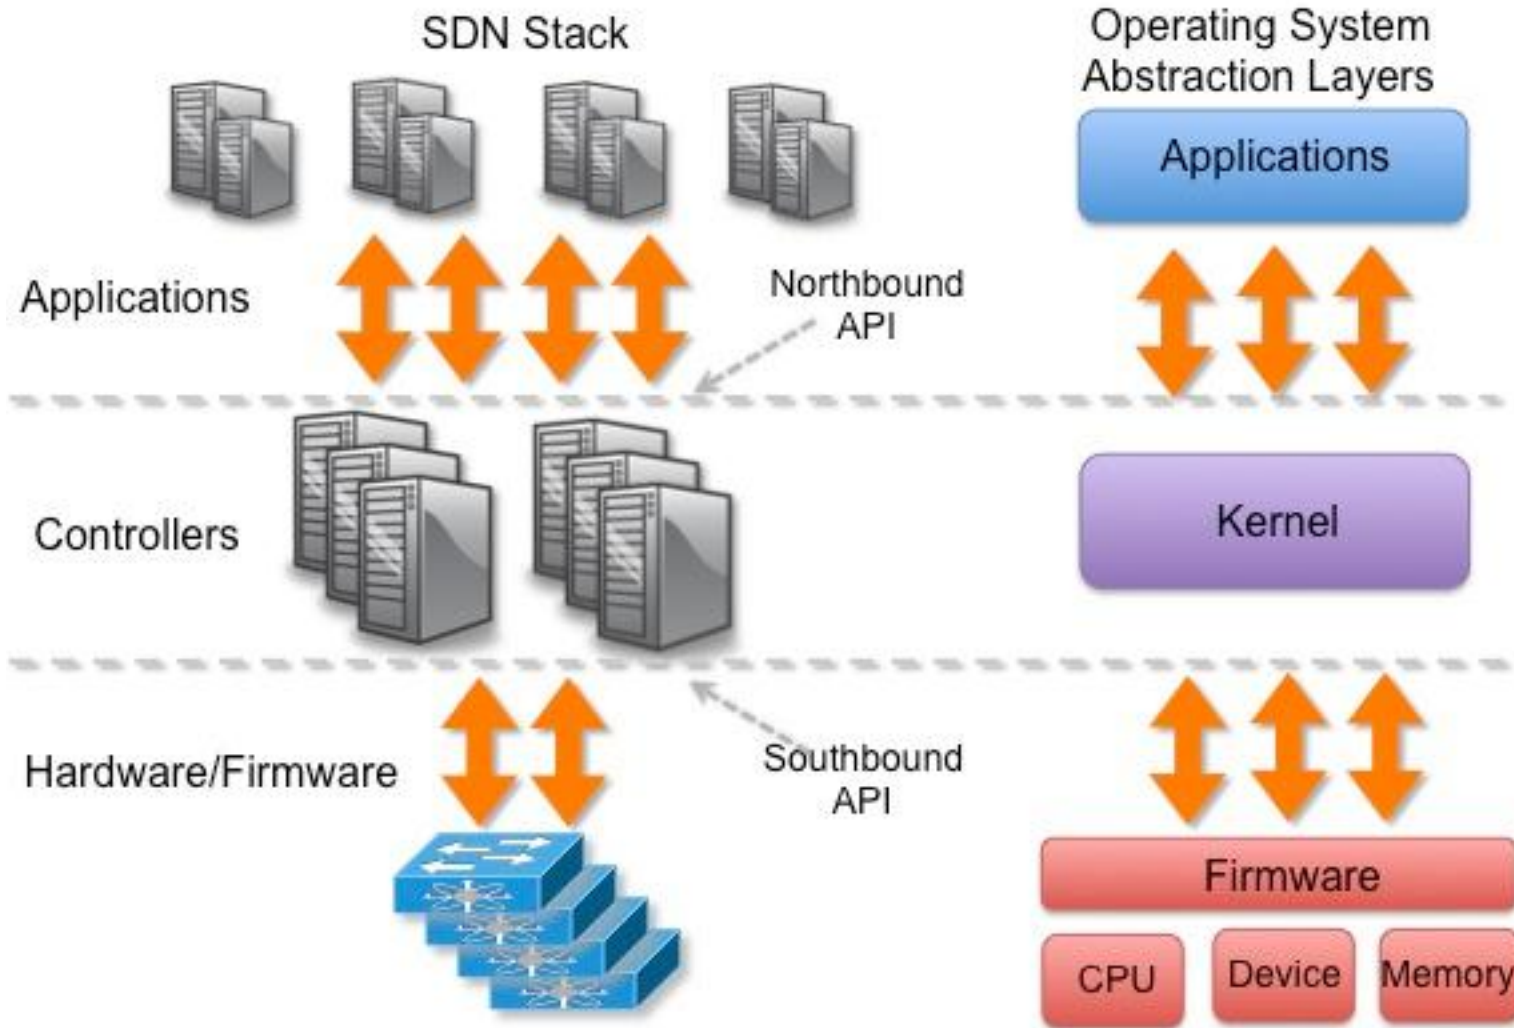 SDN Stack
Operating System
Abstraction Layers
Applications
Applications
Northbound
API
Controllers
Kernel
Hardware/Firmware
Southbound
API
Firmware
CPU
Device
Memory